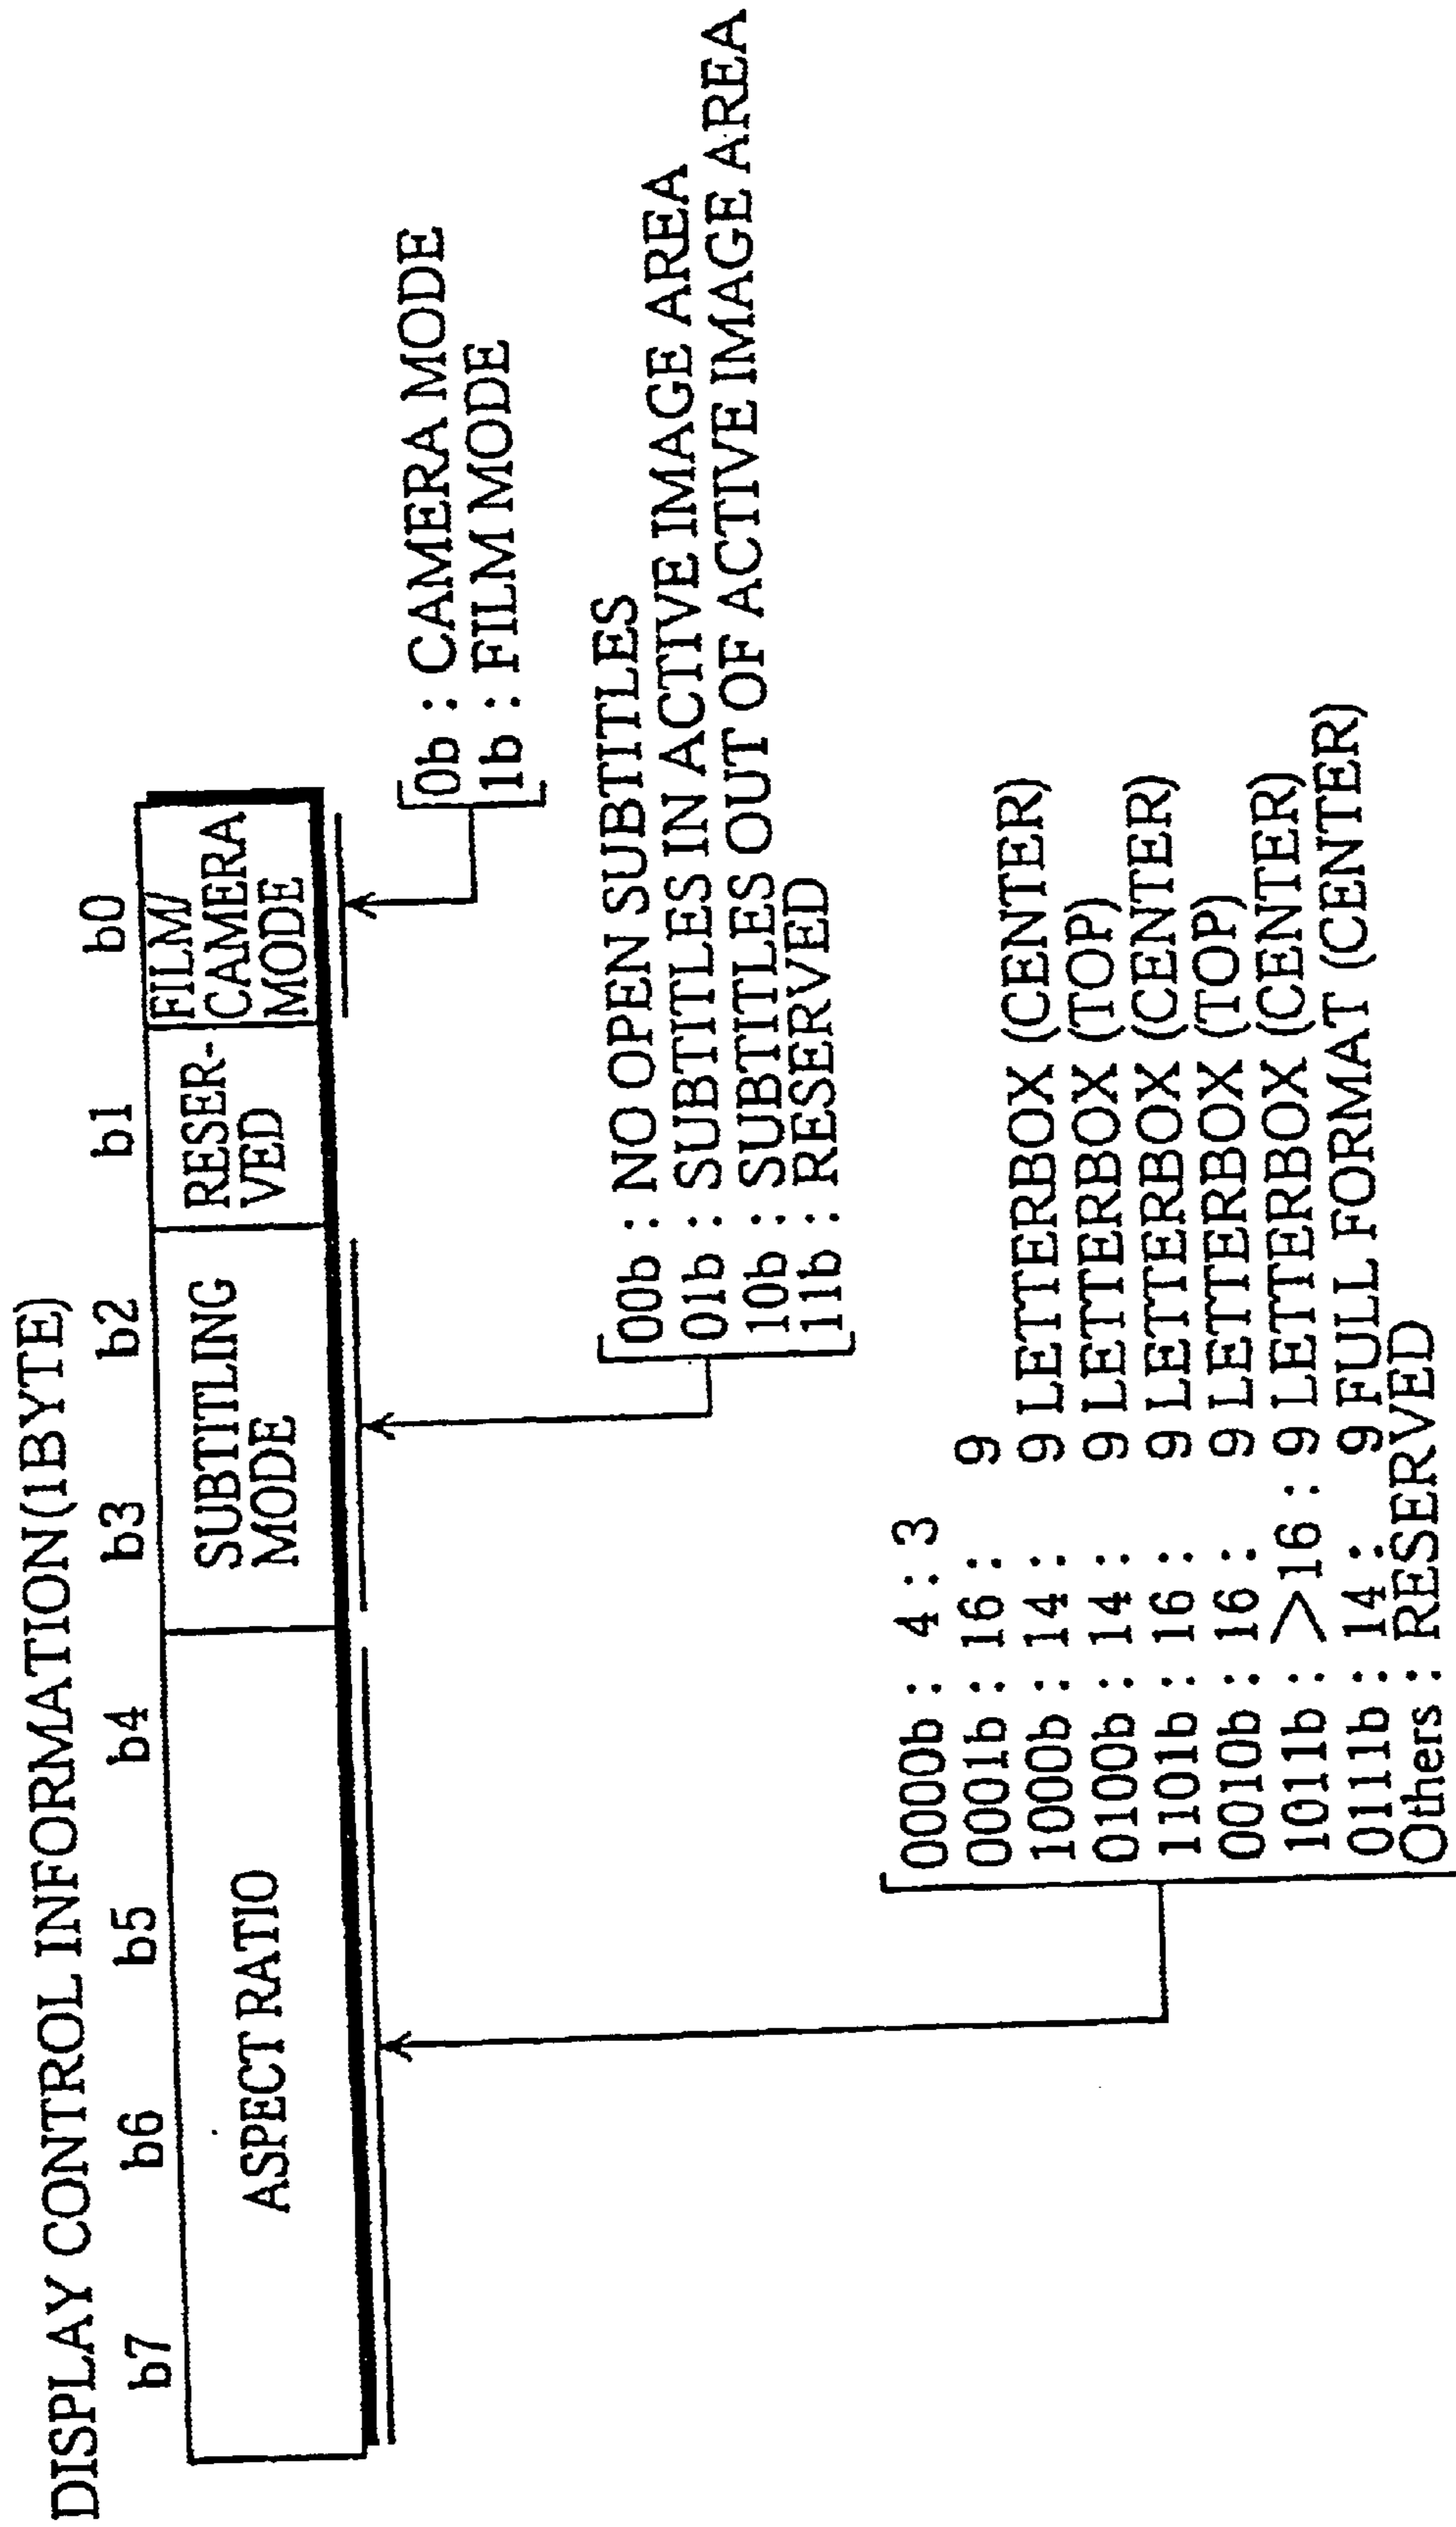 DISPLAY CONTROL INFORMATION(1BYTE)
b7 b6 b5 b4 b3 b2 b1 b0
ASPECT RATIO
SUBTITLING
MODE
RESER-
VED
FILM/
CAMERA
MODE
0b : CAMERA MODE
1b : FILM MODE
00b : NO OPEN SUBTITLES
01b : SUBTITLES IN ACTIVE IMAGE AREA
10b : SUBTITLES OUT OF ACTIVE IMAGE AREA
11b : RESERVED
0000b : 4 : 3
0001b : 16 : 9
1000b : 14 : 9 LETTERBOX (CENTER)
0100b : 14 : 9 LETTERBOX (TOP)
1101b : 16 : 9 LETTERBOX (CENTER)
0010b : 16 : 9 LETTERBOX (TOP)
1011b : >16 : 9 LETTERBOX (CENTER)
0111b : 14 : 9 FULL FORMAT (CENTER)
Others : RESERVED